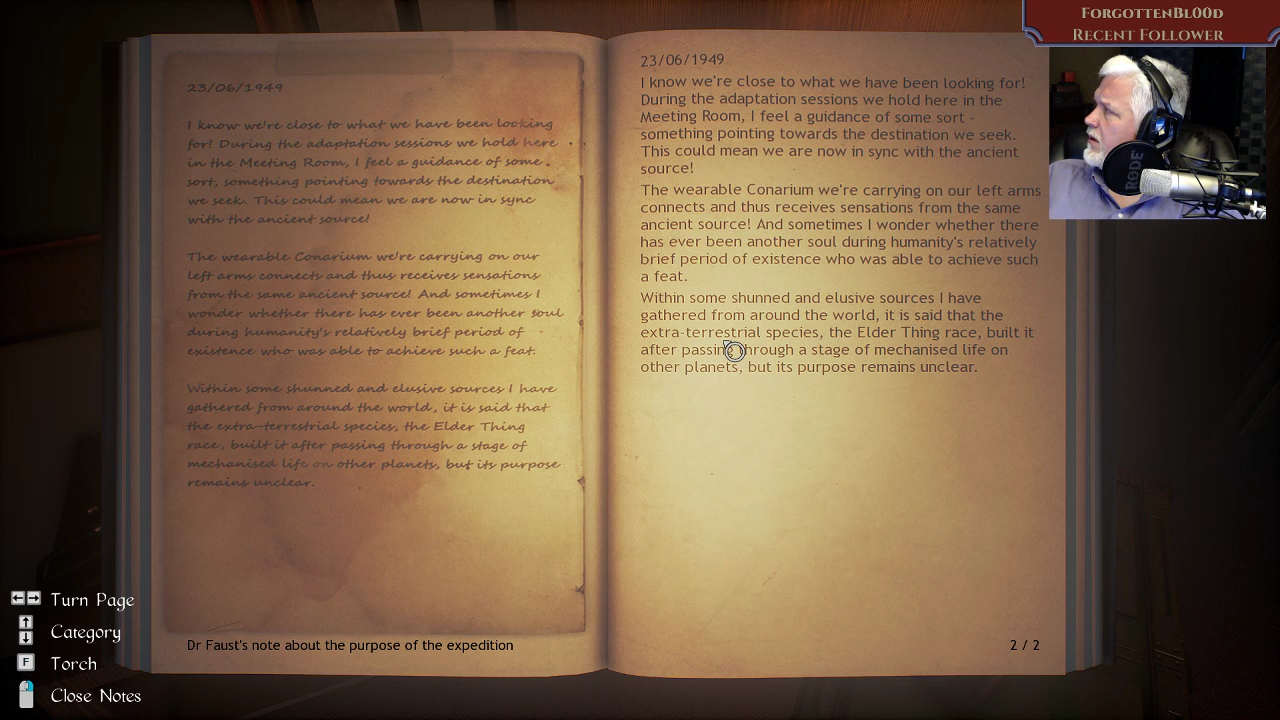 ForgottenBl00d
Recent Follower
23/06/1949
I know we're close to what we have been looking
for! During the adaptation sessions we hold here
in the Meeting Room, I feel a guidance of some
sort, something pointing towards the destination
we seek. This could mean we are now in sync
with the ancient source!
The wearable Conarium we're carrying on our
left arms connects and thus receives sensations
from the same ancient source! And sometimes I
wonder whether there has ever been another soul
during humanity's relatively brief period of
existence who was able to achieve such a feat.
Within some shunned and elusive sources I have
gathered from around the world, it is said that
the extra-terrestrial species, the Elder Thing
race, built it after passing through a stage of
mechanised life on other planets, but its purpose
remains unclear.
Dr Faust's note about the purpose of the expedition
23/06/1949
I know we're close to what we have been looking for!
During the adaptation sessions we hold here in the
Meeting Room, I feel a guidance of some sort -
something pointing towards the destination we seek.
This could mean we are now in sync with the ancient
source!
The wearable Conarium we're carrying on our left arms
connects and thus receives sensations from the same
ancient source! And sometimes I wonder whether there
has ever been another soul during humanity's relatively
brief period of existence who was able to achieve such
a feat.
Within some shunned and elusive sources I have
gathered from around the world, it is said that the
extra-terrestrial species, the Elder Thing race, built it
after passing through a stage of mechanised life on
other planets, but its purpose remains unclear.
2 / 2
Turn Page
Category
F Torch
Close Notes
RØDE